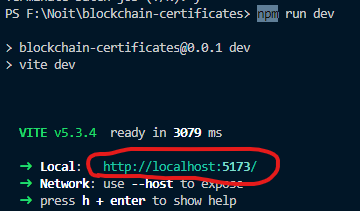 PS F:\Noit\blockchain-certificates> npm run dev
> blockchain-certificates@0.0.1 dev
> vite dev
VITE v5.3.4 ready in 3079 ms
➜ Local: http://localhost:5173/
➜ Network: use --host to expose
➜ press h + enter to show help